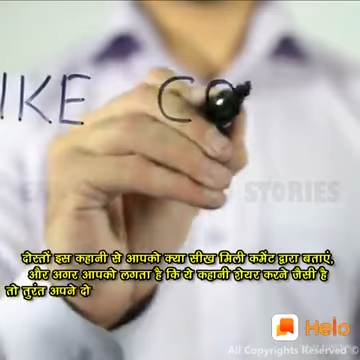 IKE CO
STORIES
दोस्तों इस कहानी से आपको क्या सीख मिली कमेंट द्वारा बताएं,
और अगर आपको लगता है कि ये कहानी शेयर करने जैसी है
तो तुरंत अपने दो
Helo
All Copyrights Reserved ©